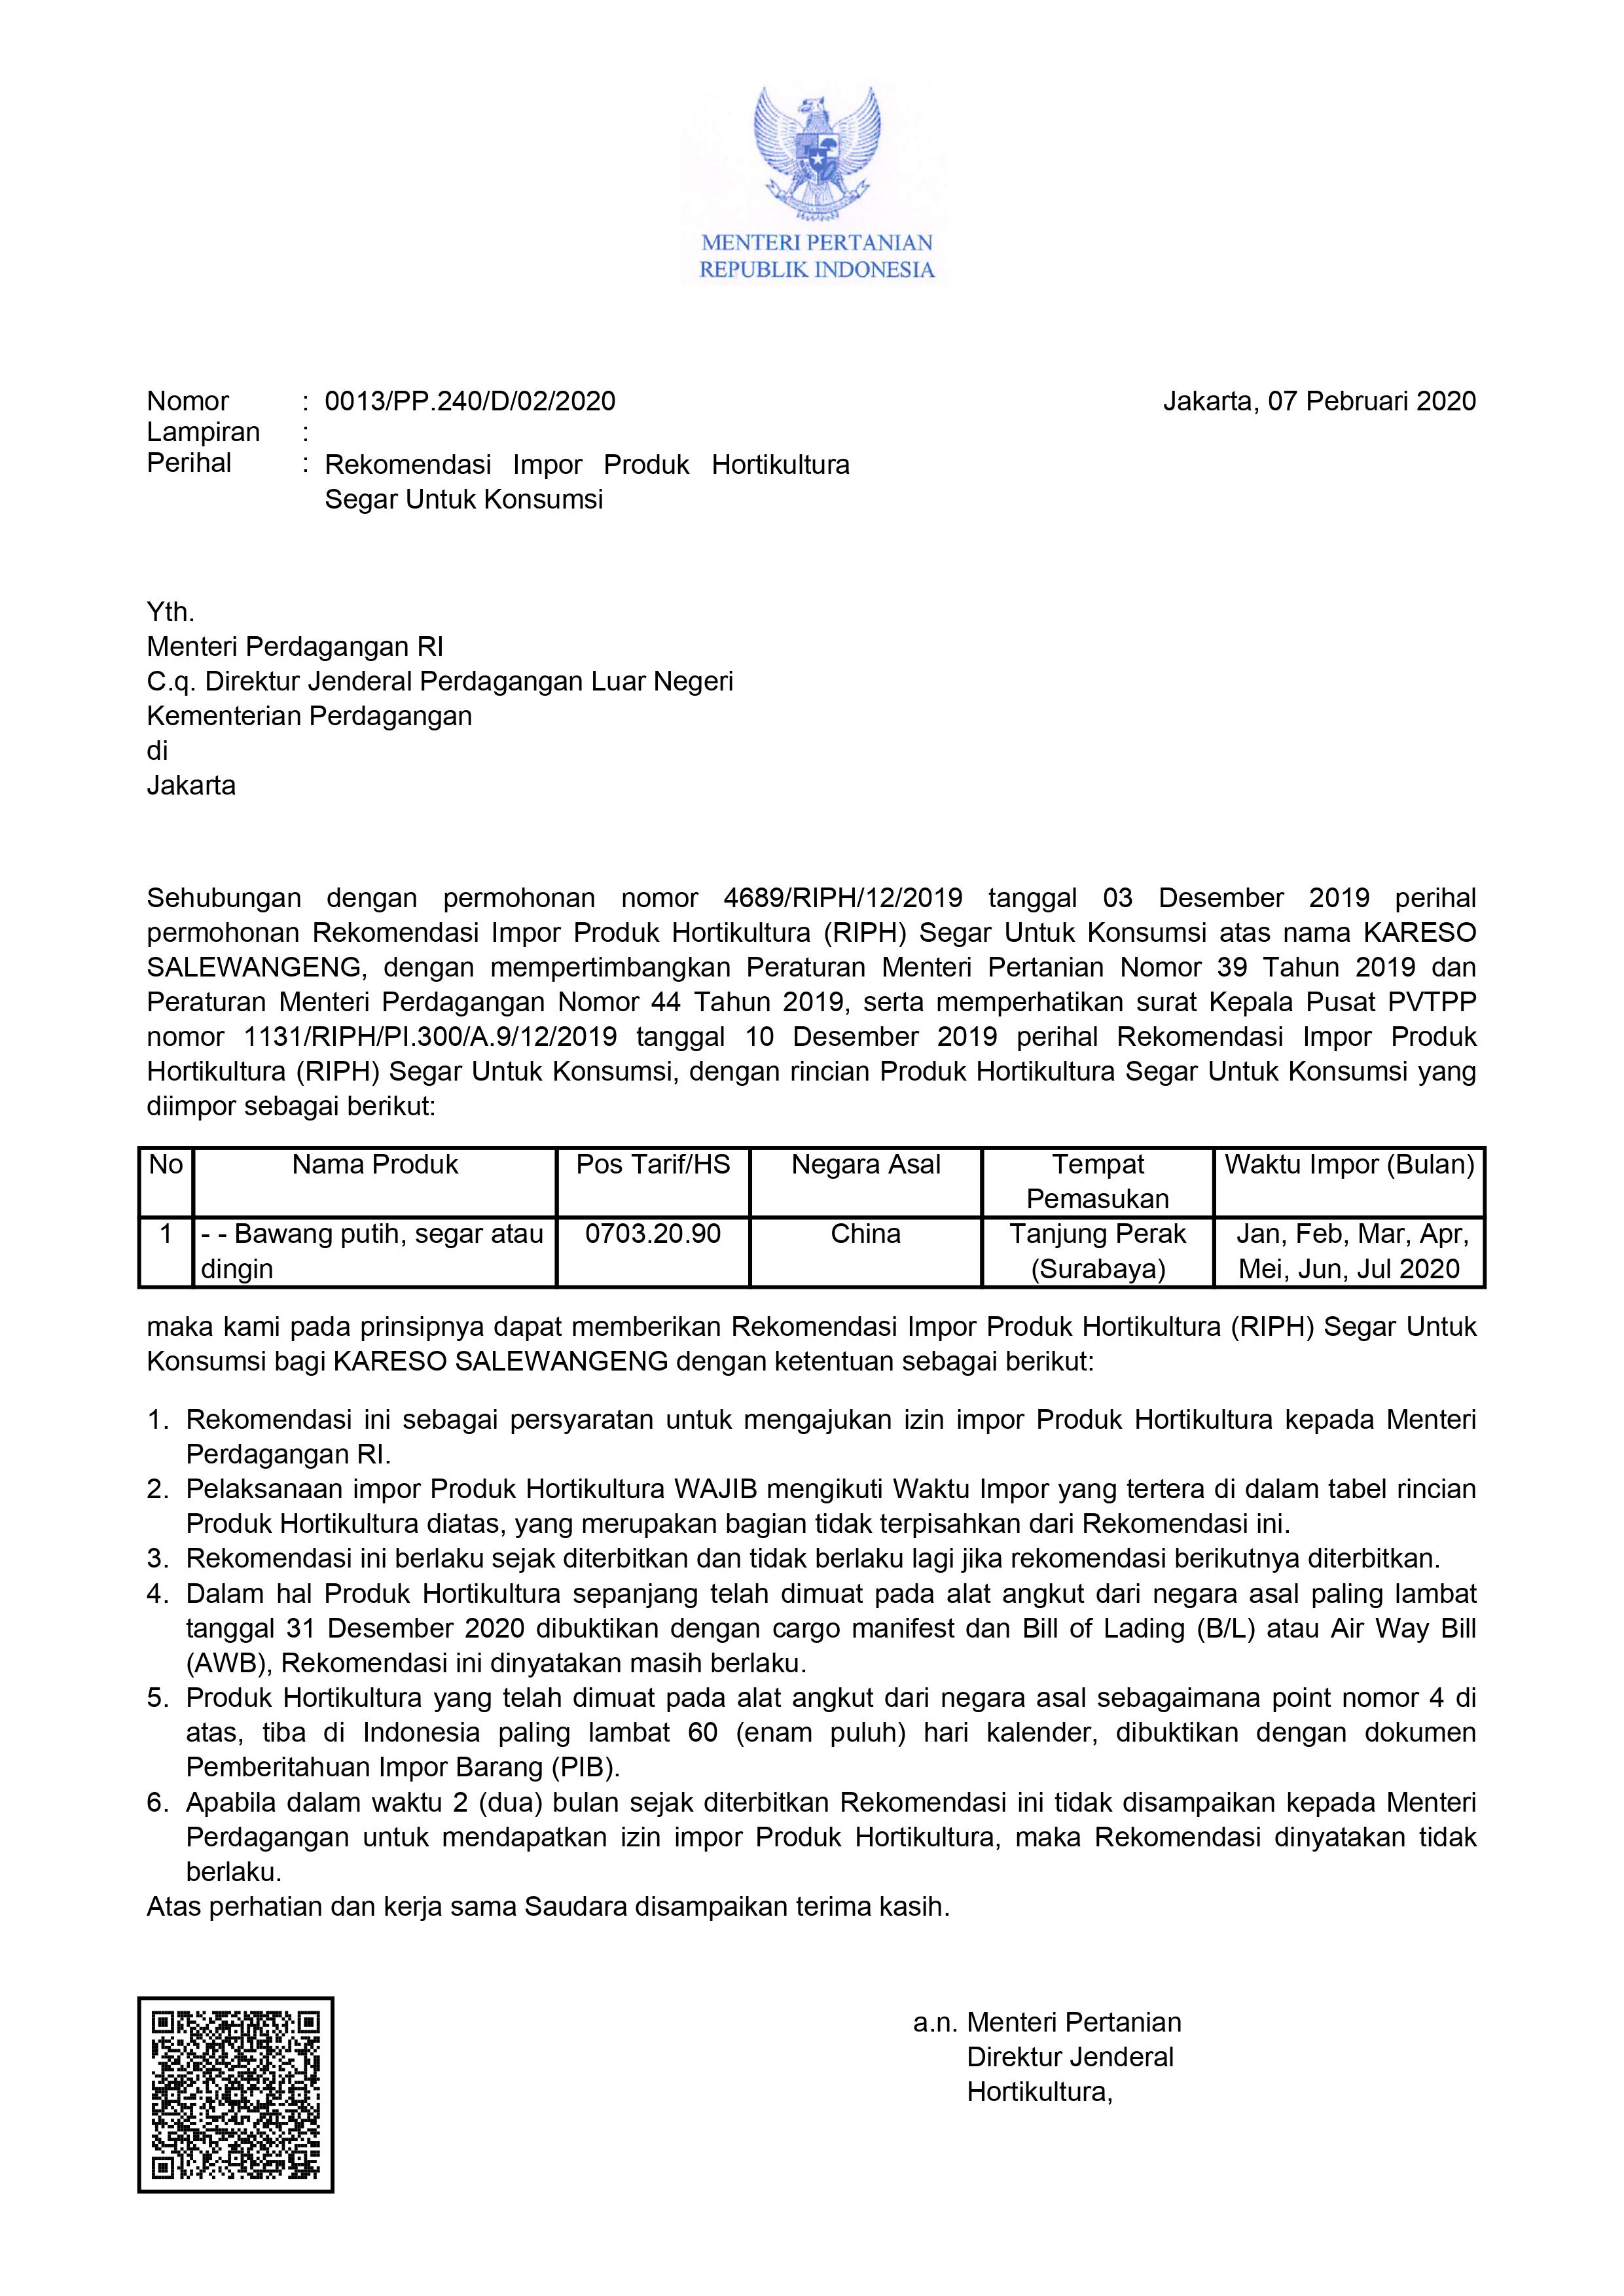 MENTERI PERTANIAN
REPUBLIK INDONESIA
Nomor : 0013/PP.240/D/02/2020 Jakarta, 07 Pebruari 2020
Lampiran :
Perihal : Rekomendasi Impor Produk Hortikultura
Segar Untuk Konsumsi
Yth.
Menteri Perdagangan RI
C.q. Direktur Jenderal Perdagangan Luar Negeri
Kementerian Perdagangan
di
Jakarta
Sehubungan dengan permohonan nomor 4689/RIPH/12/2019 tanggal 03 Desember 2019 perihal
permohonan Rekomendasi Impor Produk Hortikultura (RIPH) Segar Untuk Konsumsi atas nama KARESO
SALEWANGENG, dengan mempertimbangkan Peraturan Menteri Pertanian Nomor 39 Tahun 2019 dan
Peraturan Menteri Perdagangan Nomor 44 Tahun 2019, serta memperhatikan surat Kepala Pusat PVTPP
nomor 1131/RIPH/PI.300/A.9/12/2019 tanggal 10 Desember 2019 perihal Rekomendasi Impor Produk
Hortikultura (RIPH) Segar Untuk Konsumsi, dengan rincian Produk Hortikultura Segar Untuk Konsumsi yang
diimpor sebagai berikut:
No Nama Produk Pos Tarif/HS Negara Asal Tempat Waktu Impor (Bulan)
Pemasukan
1 - - Bawang putih, segar atau 0703.20.90 China Tanjung Perak Jan, Feb, Mar, Apr,
dingin (Surabaya) Mei, Jun, Jul 2020
maka kami pada prinsipnya dapat memberikan Rekomendasi Impor Produk Hortikultura (RIPH) Segar Untuk
Konsumsi bagi KARESO SALEWANGENG dengan ketentuan sebagai berikut:
1. Rekomendasi ini sebagai persyaratan untuk mengajukan izin impor Produk Hortikultura kepada Menteri
Perdagangan RI.
2. Pelaksanaan impor Produk Hortikultura WAJIB mengikuti Waktu Impor yang tertera di dalam tabel rincian
Produk Hortikultura diatas, yang merupakan bagian tidak terpisahkan dari Rekomendasi ini.
3. Rekomendasi ini berlaku sejak diterbitkan dan tidak berlaku lagi jika rekomendasi berikutnya diterbitkan.
4. Dalam hal Produk Hortikultura sepanjang telah dimuat pada alat angkut dari negara asal paling lambat
tanggal 31 Desember 2020 dibuktikan dengan cargo manifest dan Bill of Lading (B/L) atau Air Way Bill
(AWB), Rekomendasi ini dinyatakan masih berlaku.
5. Produk Hortikultura yang telah dimuat pada alat angkut dari negara asal sebagaimana point nomor 4 di
atas, tiba di Indonesia paling lambat 60 (enam puluh) hari kalender, dibuktikan dengan dokumen
Pemberitahuan Impor Barang (PIB).
6. Apabila dalam waktu 2 (dua) bulan sejak diterbitkan Rekomendasi ini tidak disampaikan kepada Menteri
Perdagangan untuk mendapatkan izin impor Produk Hortikultura, maka Rekomendasi dinyatakan tidak
berlaku.
Atas perhatian dan kerja sama Saudara disampaikan terima kasih.
a.n. Menteri Pertanian
Direktur Jenderal
Hortikultura,